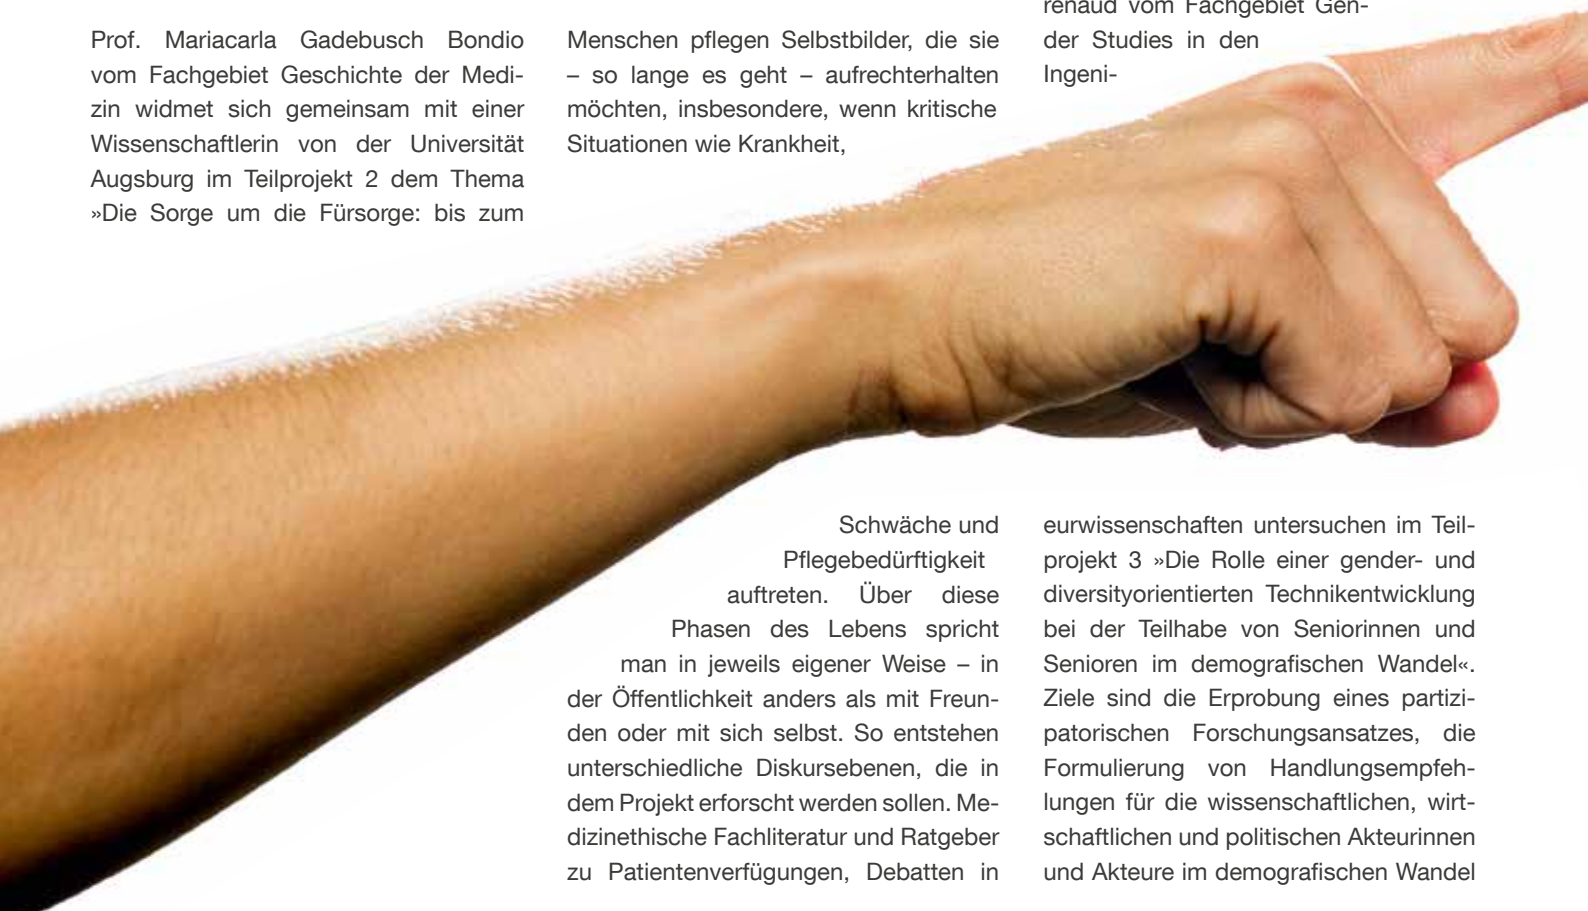 Prof. Mariacarla Gadebusch Bondio
vom Fachgebiet Geschichte der Medi-
zin widmet sich gemeinsam mit einer
Wissenschaftlerin von der Universität
Augsburg im Teilprojekt 2 dem Thema
»Die Sorge um die Fürsorge: bis zum
Menschen pflegen Selbstbilder, die sie
– so lange es geht – aufrechterhalten
möchten, insbesondere, wenn kritische
Situationen wie Krankheit,
Schwäche und
Pflegebedürftigkeit
auftreten. Über diese
Phasen des Lebens spricht
man in jeweils eigener Weise – in
der Öffentlichkeit anders als mit Freun-
den oder mit sich selbst. So entstehen
unterschiedliche Diskursebenen, die in
dem Projekt erforscht werden sollen. Me-
dizinethische Fachliteratur und Ratgeber
zu Patientenverfügungen, Debatten in
renaud vom Fachgebiet Gen-
der Studies in den
Ingeni-
eurwissenschaften untersuchen im Teil-
projekt 3 »Die Rolle einer gender- und
diversityorientierten Technikentwicklung
bei der Teilhabe von Seniorinnen und
Senioren im demografischen Wandel«.
Ziele sind die Erprobung eines partizi-
patorischen Forschungsansatzes, die
Formulierung von Handlungsempfeh-
lungen für die wissenschaftlichen, wirt-
schaftlichen und politischen Akteurinnen
und Akteure im demografischen Wandel